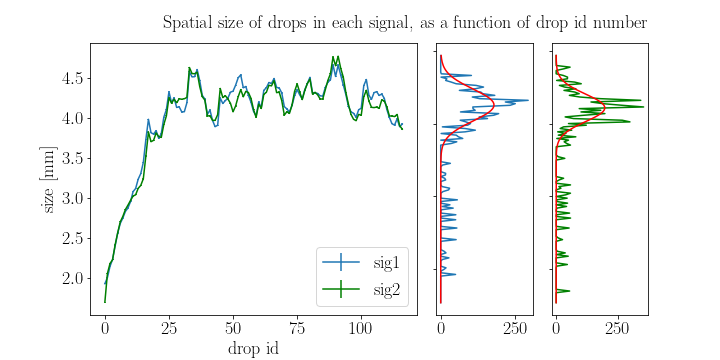 Spatial size of drops in each signal, as a function of drop id number
size [mm]
4.5
4.0
3.5
3.0
2.5
2.0
sig1
sig2
0 25 50 75 100
0 250
0 250
drop id